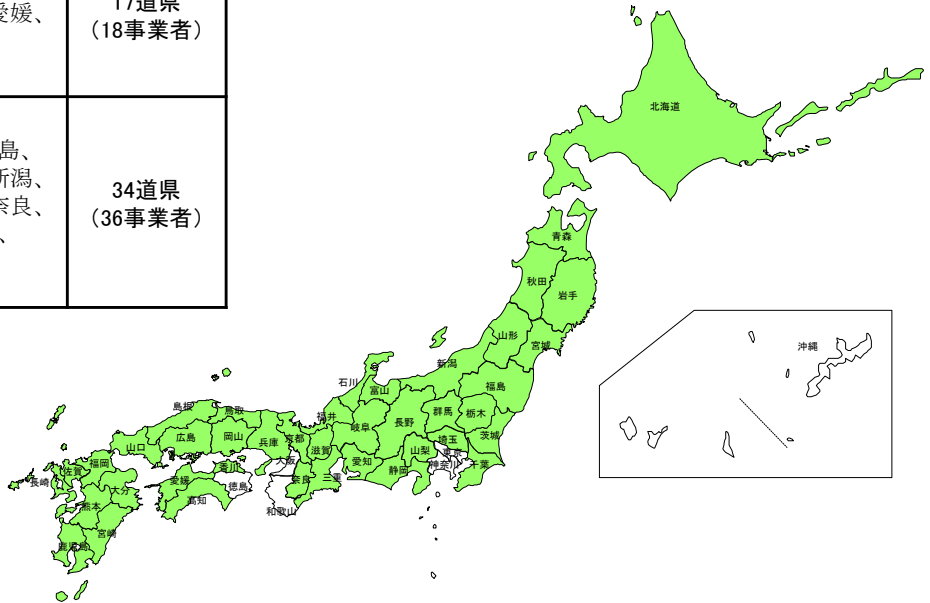 愛媛、
17道県
（18事業者）
島、
新潟、
奈良、
、
34道県
（36事業者）
北海道
青森
秋田
岩手
山形
宮城
沖縄
新潟
石川
富山
福島
島根
鳥取
福井
群馬
栃木
長野
岐阜
茨城
山口
広島
岡山
兵庫
京都
滋賀
埼玉
山梨
東京
大阪
愛知
静岡
神奈川
千葉
福岡
佐賀
長崎
香川
愛媛
徳島
奈良
三重
大分
高知
熊本
和歌山
宮崎
鹿児島